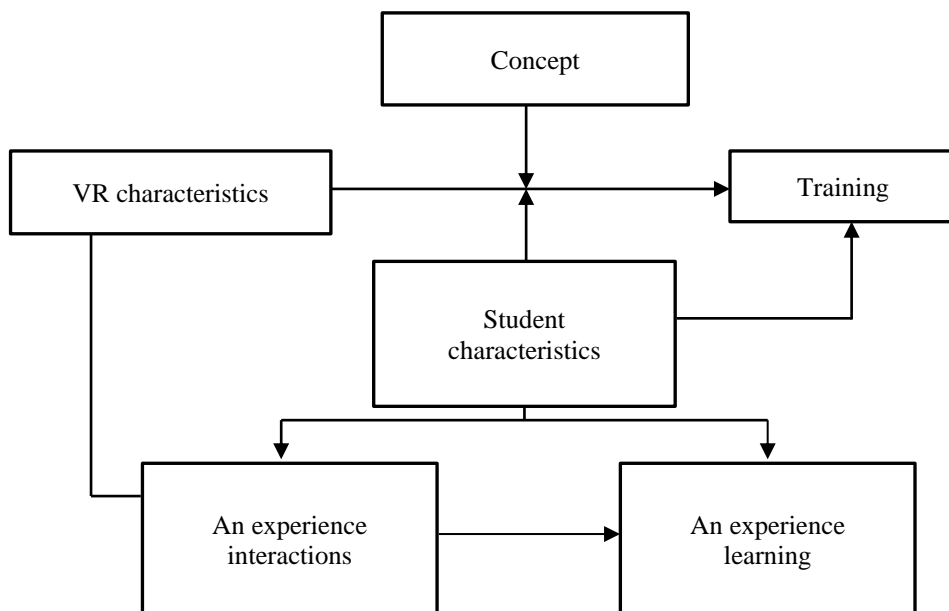 Concept
VR characteristics
Training
Student
characteristics
An experience
interactions
An experience
learning